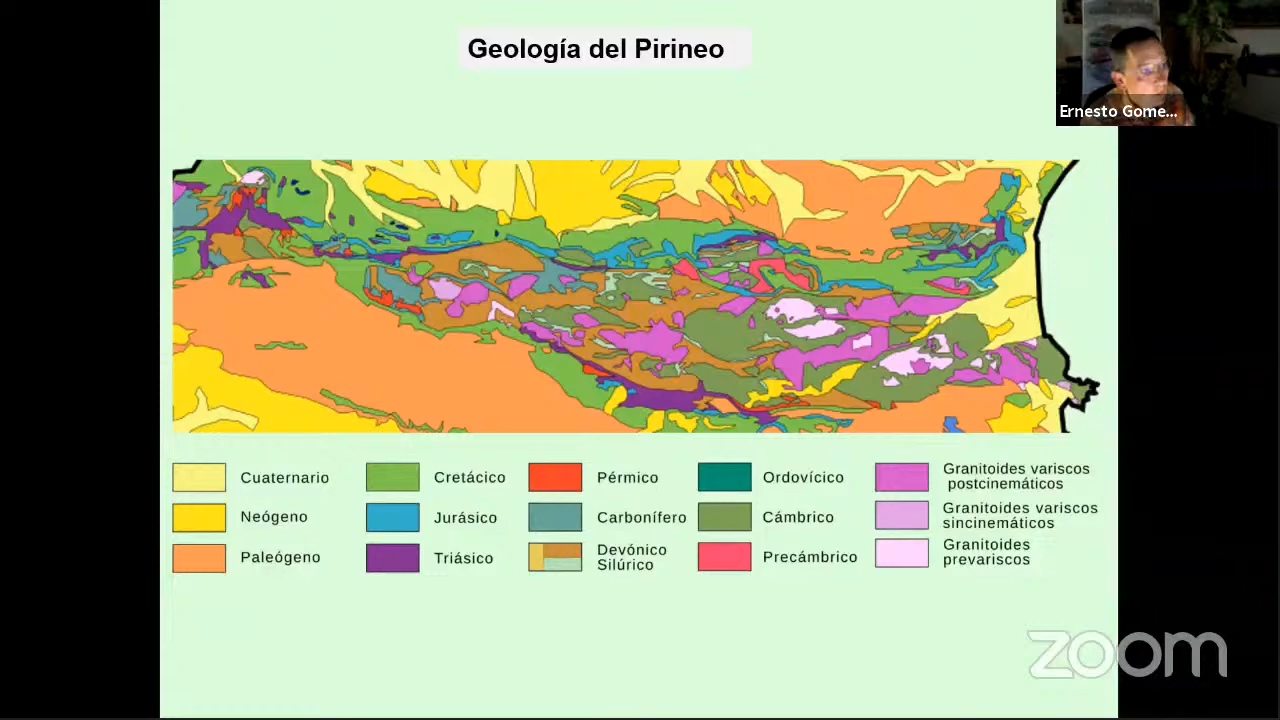 Geología del Pirineo
Ernesto Gome...
Cuaternario
Neógeno
Paleógeno
Cretácico
Jurásico
Triásico
Pérmico
Carbonífero
Devónico
Silúrico
Ordovícico
Cámbrico
Precámbrico
Granitoides variscos
postcinemáticos
Granitoides variscos
sincinemáticos
Granitoides
prevariscos
zoom